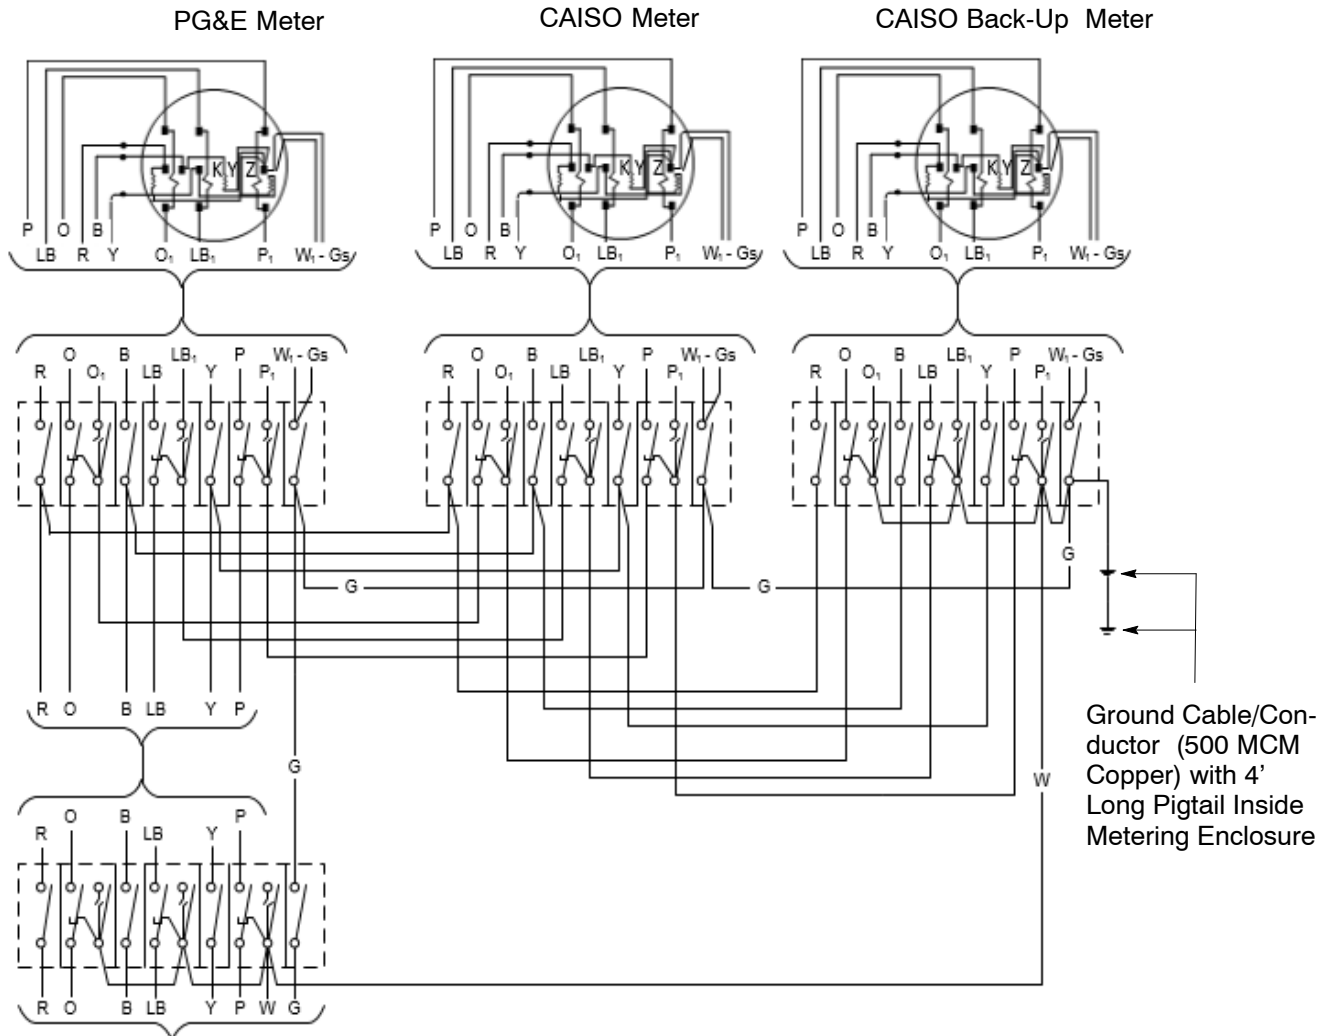 PG&E Meter
CAISO Meter
CAISO Back-Up Meter
K Y Z
K Y Z
K Y Z
P O B
LB R Y O₁ LB₁ P₁ W₁ - Gs
P O B
LB R Y O₁ LB₁ P₁ W₁ - Gs
P O B
LB R Y O₁ LB₁ P₁ W₁ - Gs
O B LB₁ P W₁ - Gs
R O₁ LB Y P₁
O B LB₁ P W₁ - Gs
R O₁ LB Y P₁
O B LB₁ P W₁ - Gs
R O₁ LB Y P₁
G
G
G
R O B LB Y P
Ground Cable/Con-
ductor (500 MCM
Copper) with 4'
Long Pigtail Inside
Metering Enclosure
G
W
O B P
R LB Y
R O B LB Y P W G